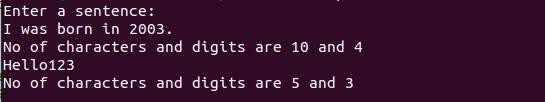 Enter a sentence:
I was born in 2003.
No of characters and digits are 10 and 4
Hello123
No of characters and digits are 5 and 3